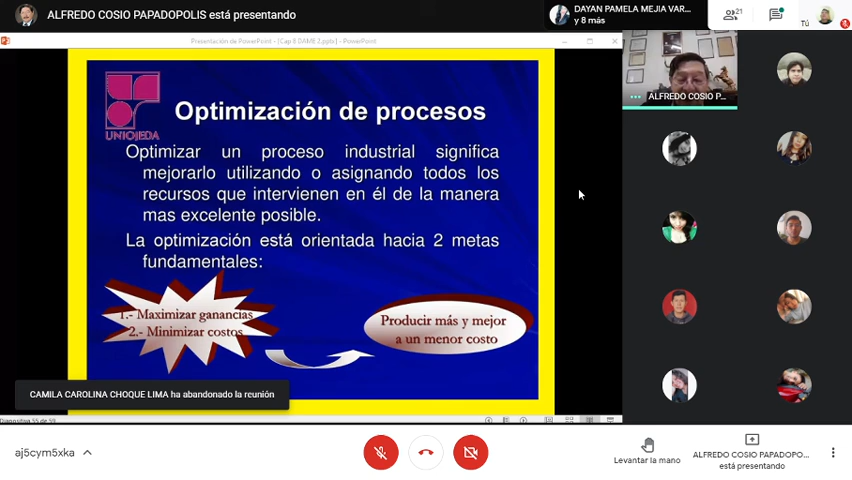 ALFREDO COSIO PAPADOPOLIS está presentando
DAYAN PAMELA MEJIA VAR...
y 8 más
21
Tú
Presentación de PowerPoint - [Cap 8 DAME 2.pptx] - PowerPoint
ALFREDO COSIO P...
UNIOJEDA
Optimización de procesos
Optimizar un proceso industrial significa
mejorarlo utilizando o asignando todos los
recursos que intervienen en él de la manera
mas excelente posible.
La optimización está orientada hacia 2 metas
fundamentales:
1.- Maximizar ganancias
2.- Minimizar costos
Producir más y mejor
a un menor costo
CAMILA CAROLINA CHOQUE LIMA ha abandonado la reunión
Diapositiva 55 de 59
aj5cym5xka
Levantar la mano
ALFREDO COSIO PAPADOPO...
está presentando